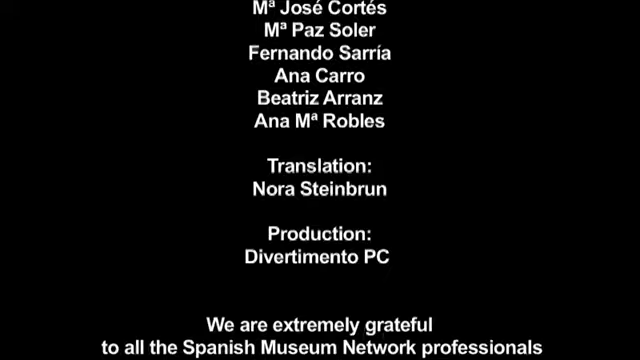 Mª José Cortés
Mª Paz Soler
Fernando Sarría
Ana Carro
Beatriz Arranz
Ana Mª Robles
Translation:
Nora Steinbrun
Production:
Divertimento PC
We are extremely grateful
to all the Spanish Museum Network professionals